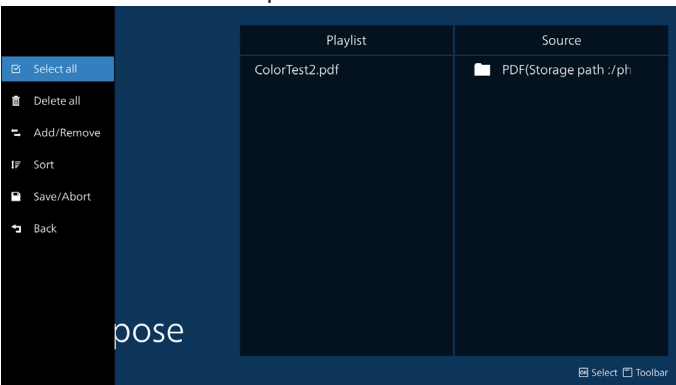 Select all
Delete all
Add/Remove
Sort
Save/Abort
Back
pose
Playlist
ColorTest2.pdf
Source
PDF(Storage path :/ph
OK Select Toolbar